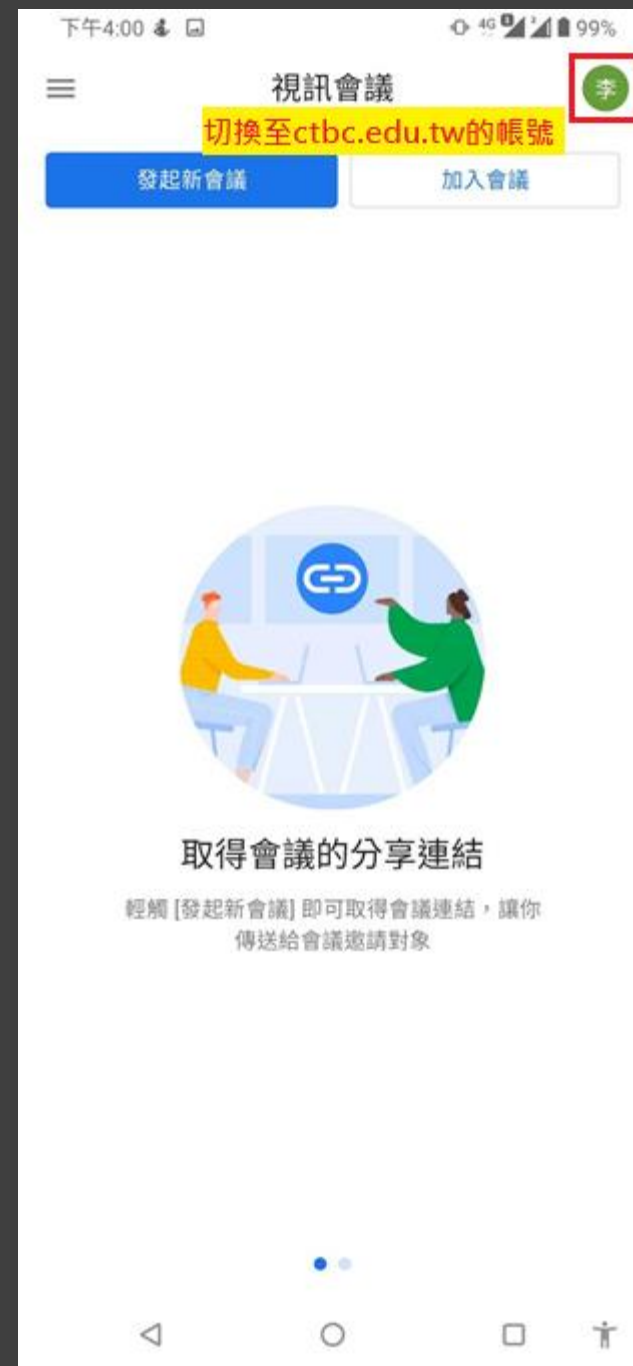 下午4:00
4G
99%
視訊會議
李
切換至ctbc.edu.tw的帳號
發起新會議
加入會議
取得會議的分享連結
輕觸 [發起新會議] 即可取得會議連結，讓你
傳送給會議邀請對象